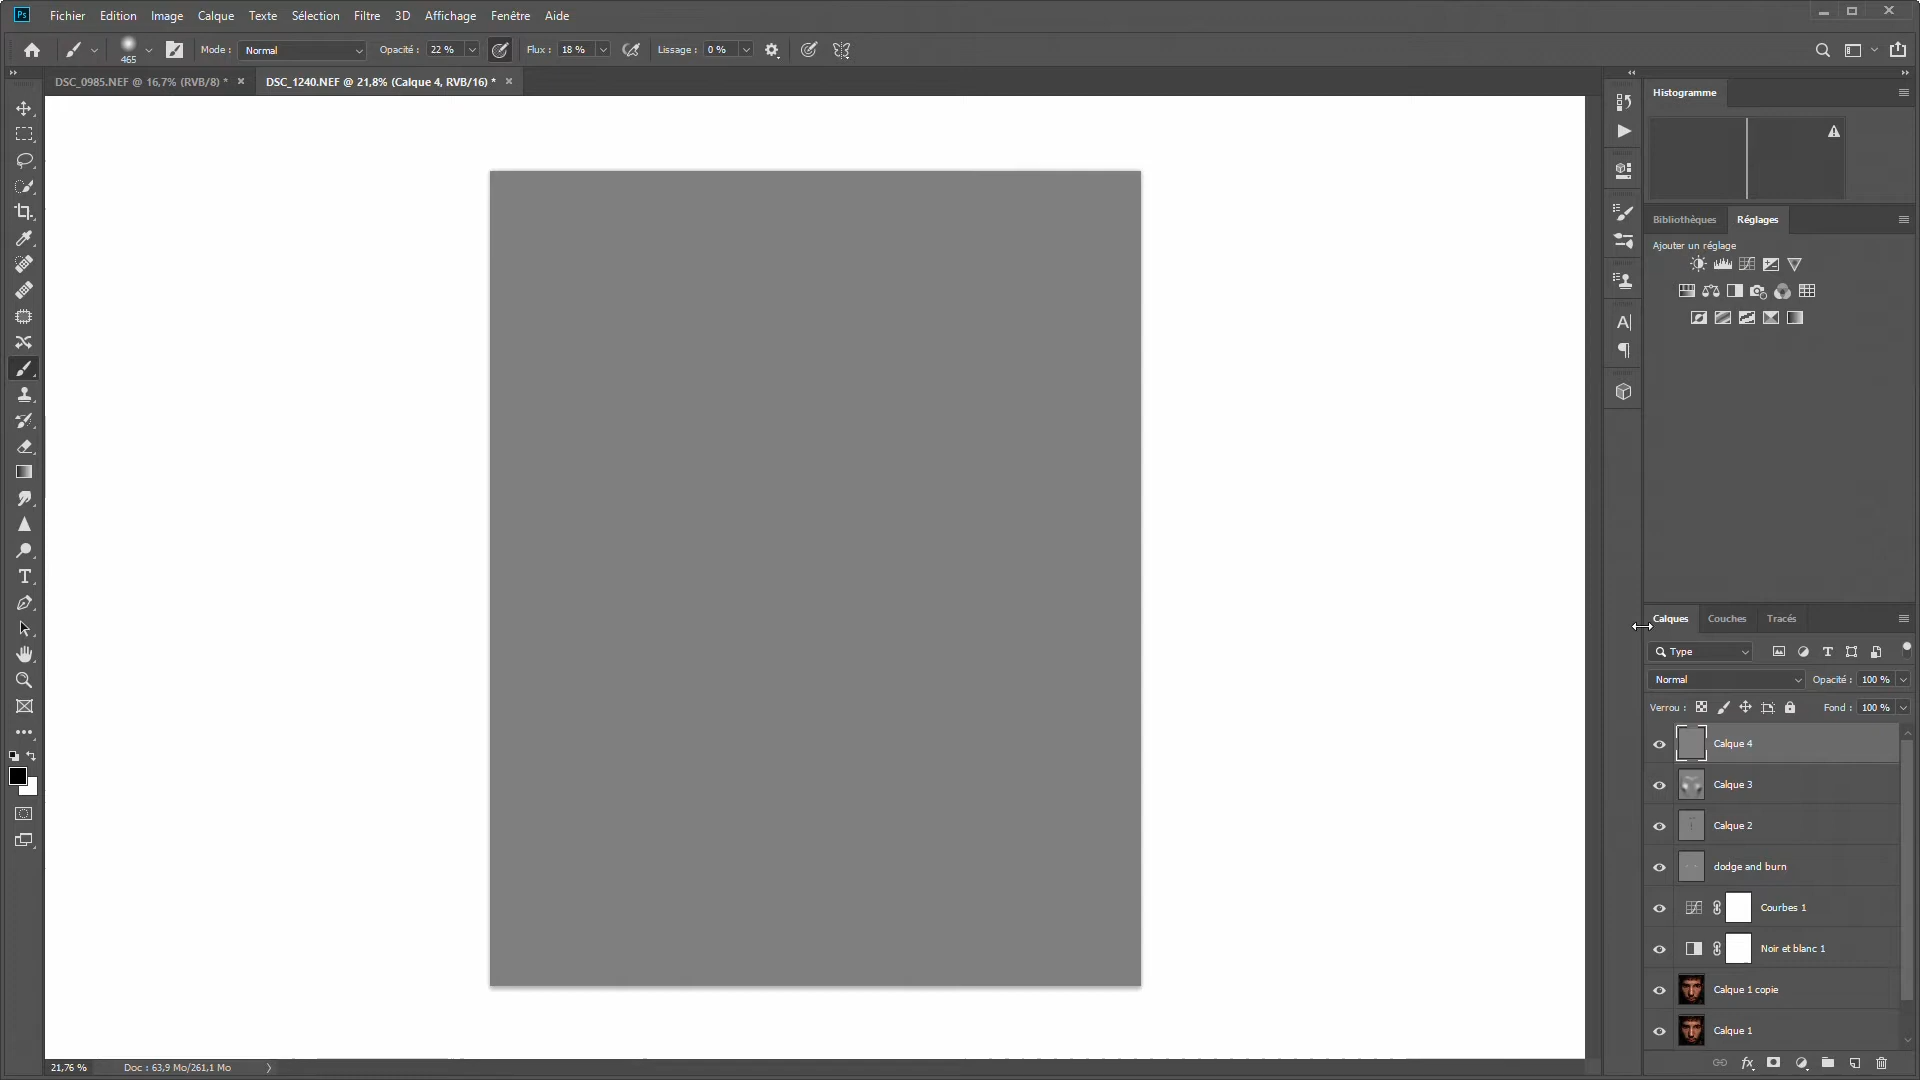 Ps Fichier Edition Image Calque Texte Sélection Filtre 3D Affichage Fenêtre Aide
465 Mode : Normal Opacité : 22 % Flux : 18 % Lissage : 0 %
DSC_0985.NEF @ 16,7% (RVB/8) * × DSC_1240.NEF @ 21,8% (Calque 4, RVB/16) * ×
Histogramme
Bibliothèques Réglages
Ajouter un réglage
Calques Couches Tracés
Type
Normal Opacité : 100 %
Verrou : Fond : 100 %
Calque 4
Calque 3
Calque 2
dodge and burn
Courbes 1
Noir et blanc 1
Calque 1 copie
Calque 1
21,76 % Doc : 63,9 Mo/261,1 Mo